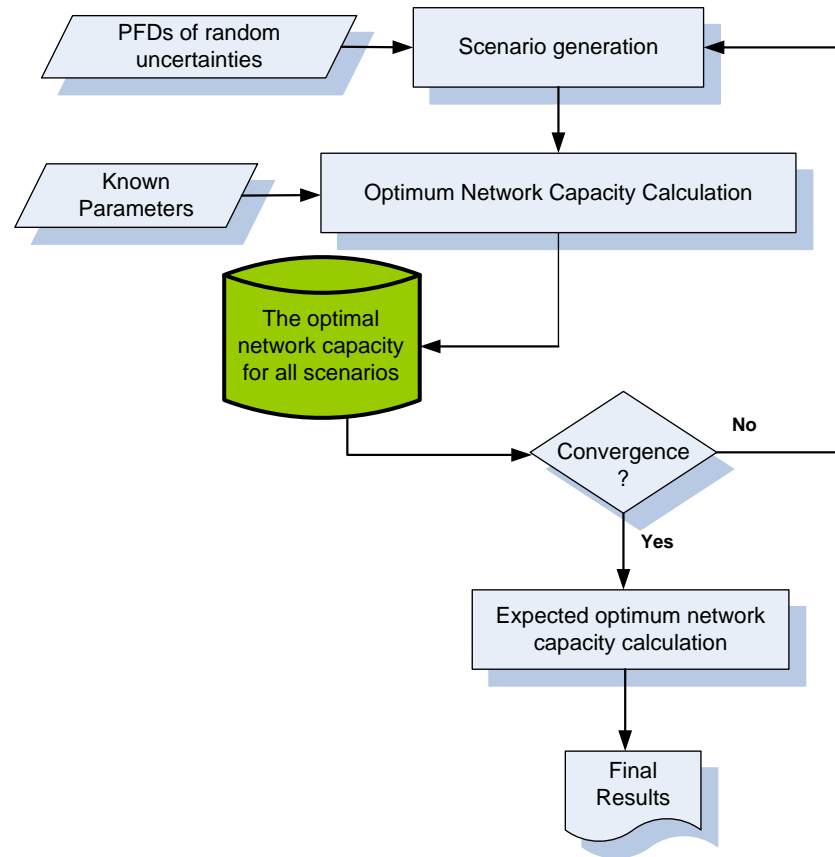 PFDs of random
uncertainties
Scenario generation
Known
Parameters
Optimum Network Capacity Calculation
The optimal
network capacity
for all scenarios
Convergence
?
No
Yes
Expected optimum network
capacity calculation
Final
Results